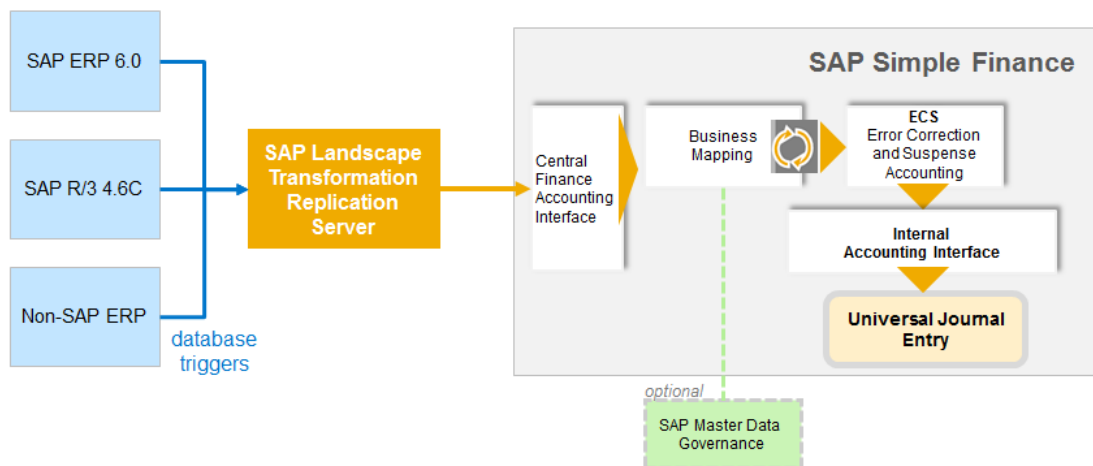 SAP ERP 6.0
SAP R/3 4.6C
Non-SAP ERP
database
triggers
SAP Landscape
Transformation
Replication
Server
SAP Simple Finance
Central
Finance
Accounting
Interface
Business
Mapping
ECS
Error Correction
and Suspense
Accounting
Internal
Accounting Interface
Universal Journal
Entry
optional
SAP Master Data
Governance